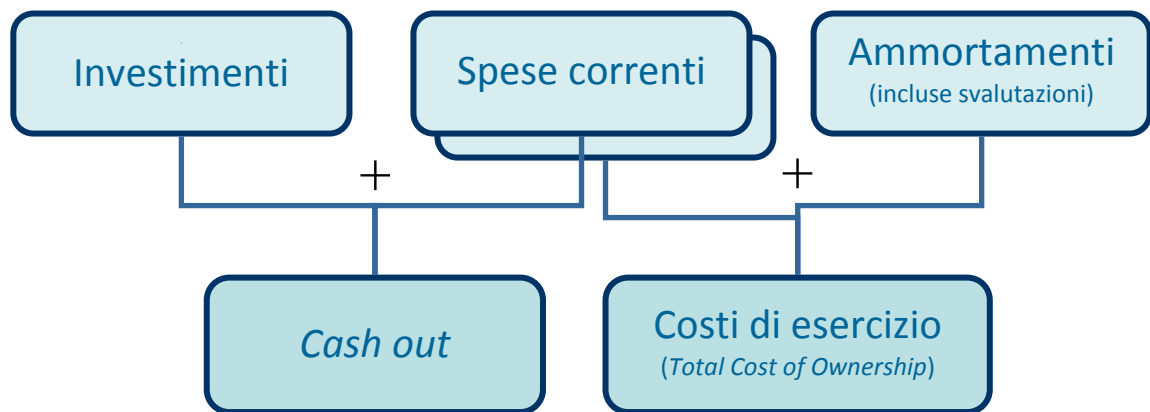 Investimenti
Spese correnti
Ammortamenti
(incluse svalutazioni)
+
+
Cash out
Costi di esercizio
(Total Cost of Ownership)